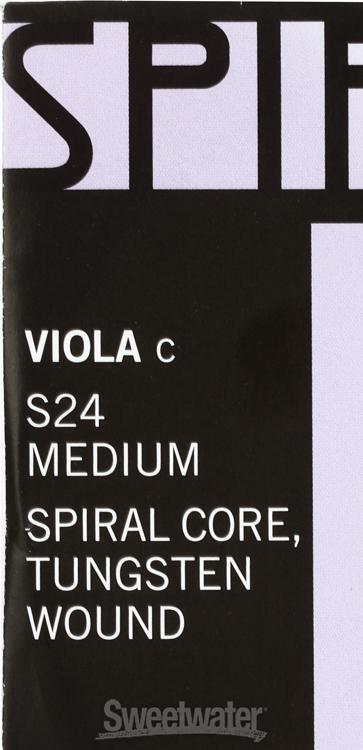 SPI
VIOLA C
S24
MEDIUM
SPIRAL CORE,
TUNGSTEN
WOUND
Sweetwater